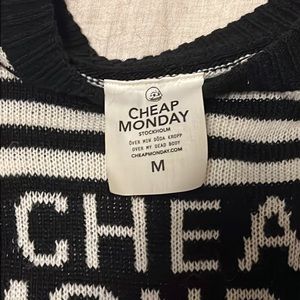 CHEAP
MONDAY
STOCKHOLM
ÖVER MIN DÖDA KROPP
OVER MY DEAD BODY
CHEAPMONDAY.COM
M
CHEA